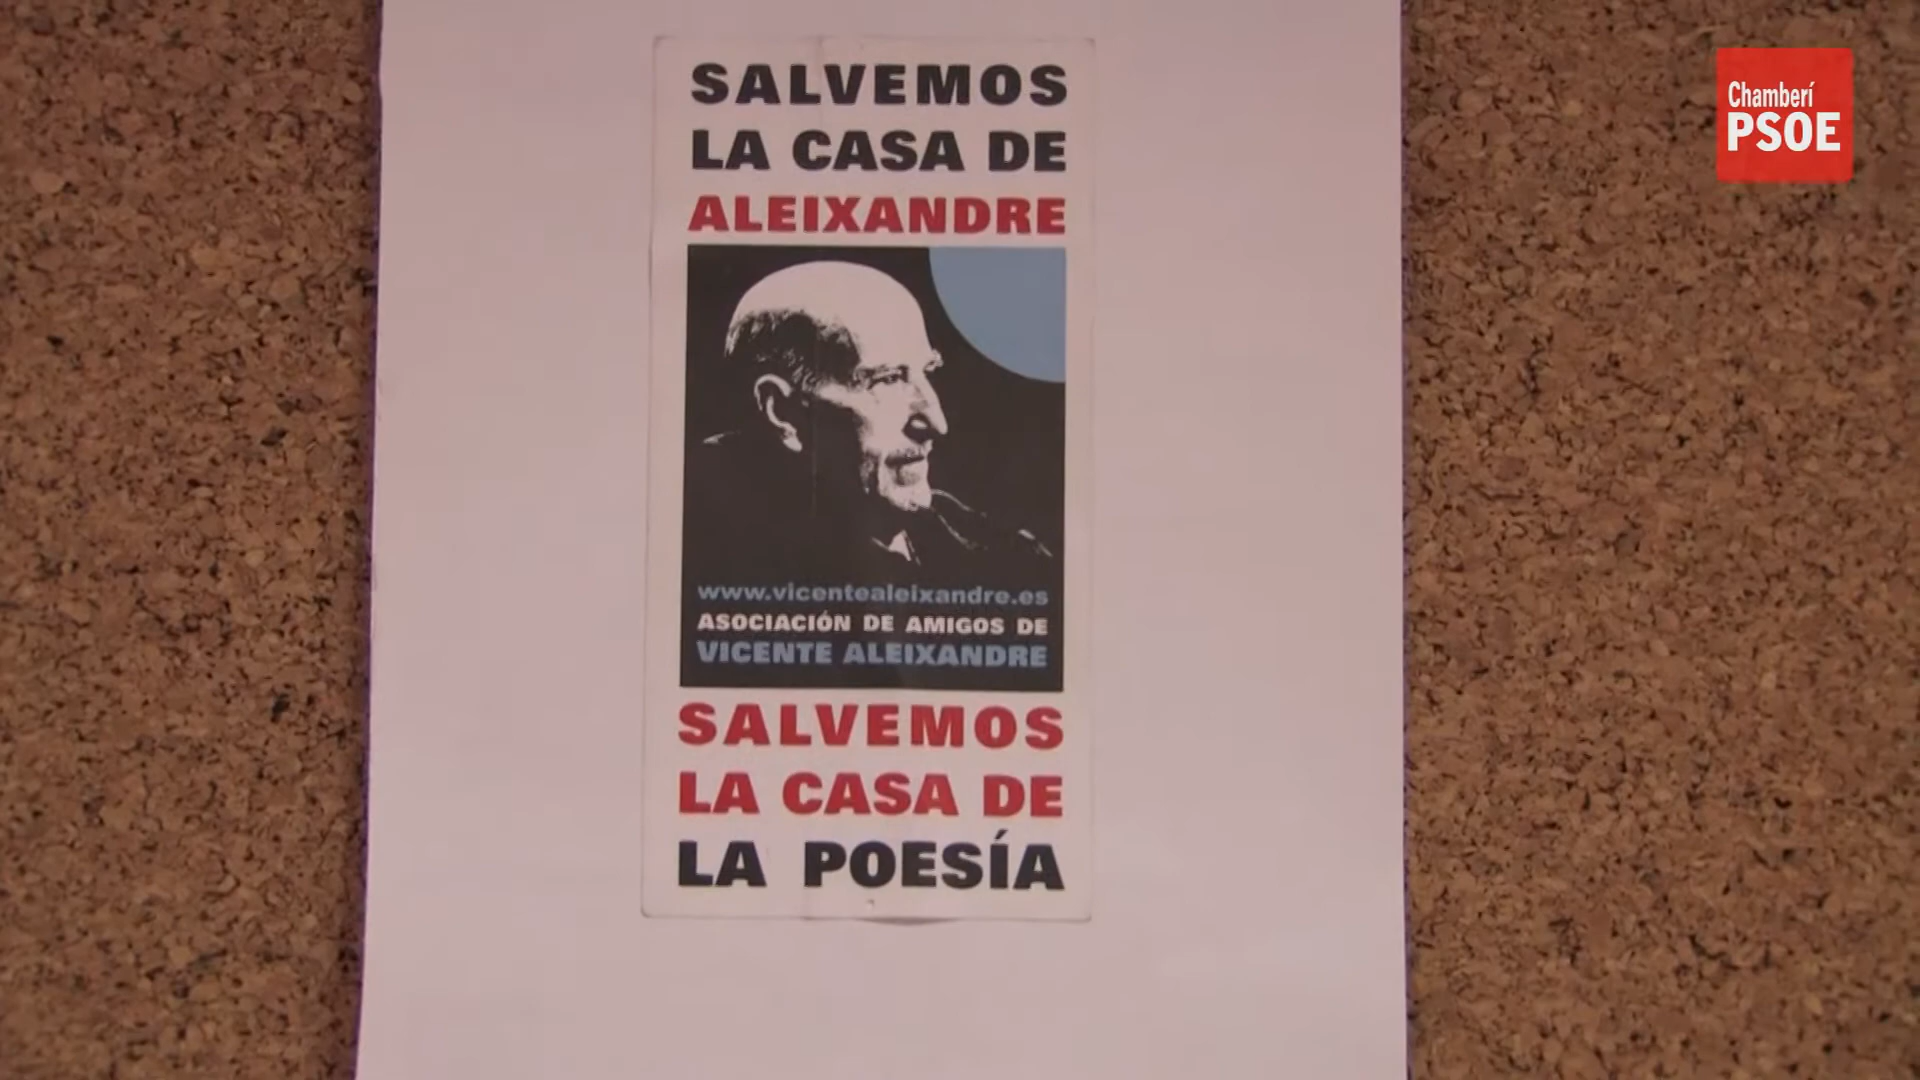 SALVEMOS
LA CASA DE
ALEIXANDRE
www.vicentealeixandre.es
ASOCIACIÓN DE AMIGOS DE
VICENTE ALEIXANDRE
SALVEMOS
LA CASA DE
LA POESÍA
Chamberí
PSOE